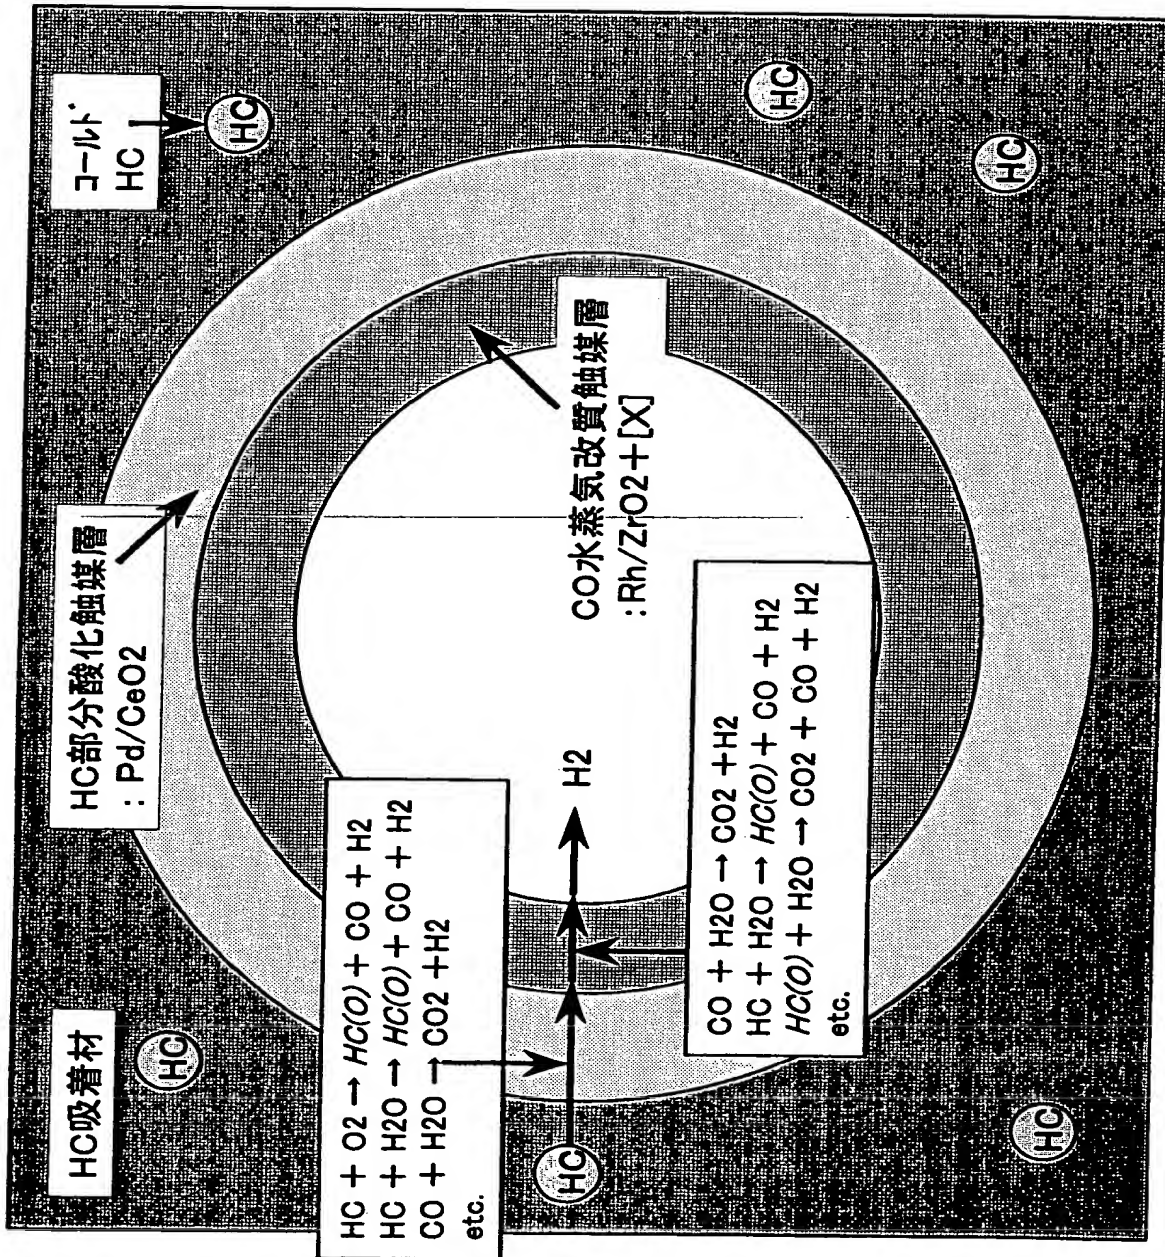 HC吸着材
コールド
HC
HC部分酸化触媒層
: Pd/CeO2
HC
HC
HC
HC
HC
HC
HC + O2 → HC(O) + CO + H2
HC + H2O → HC(O) + CO + H2
CO + H2O → CO2 +H2
etc.
H2
CO水蒸気改質触媒層
:Rh/ZrO2+[X]
CO + H2O → CO2 +H2
HC + H2O → HC(O) + CO + H2
HC(O) + H2O → CO2 + CO + H2
etc.